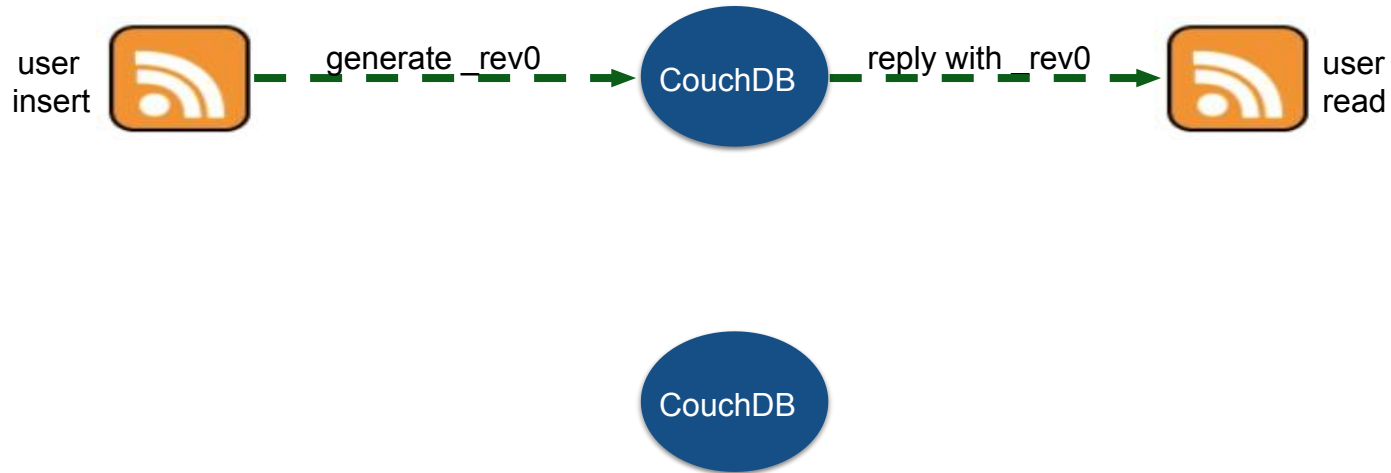 user
insert
generate _rev0
CouchDB
reply with _rev0
user
read
CouchDB